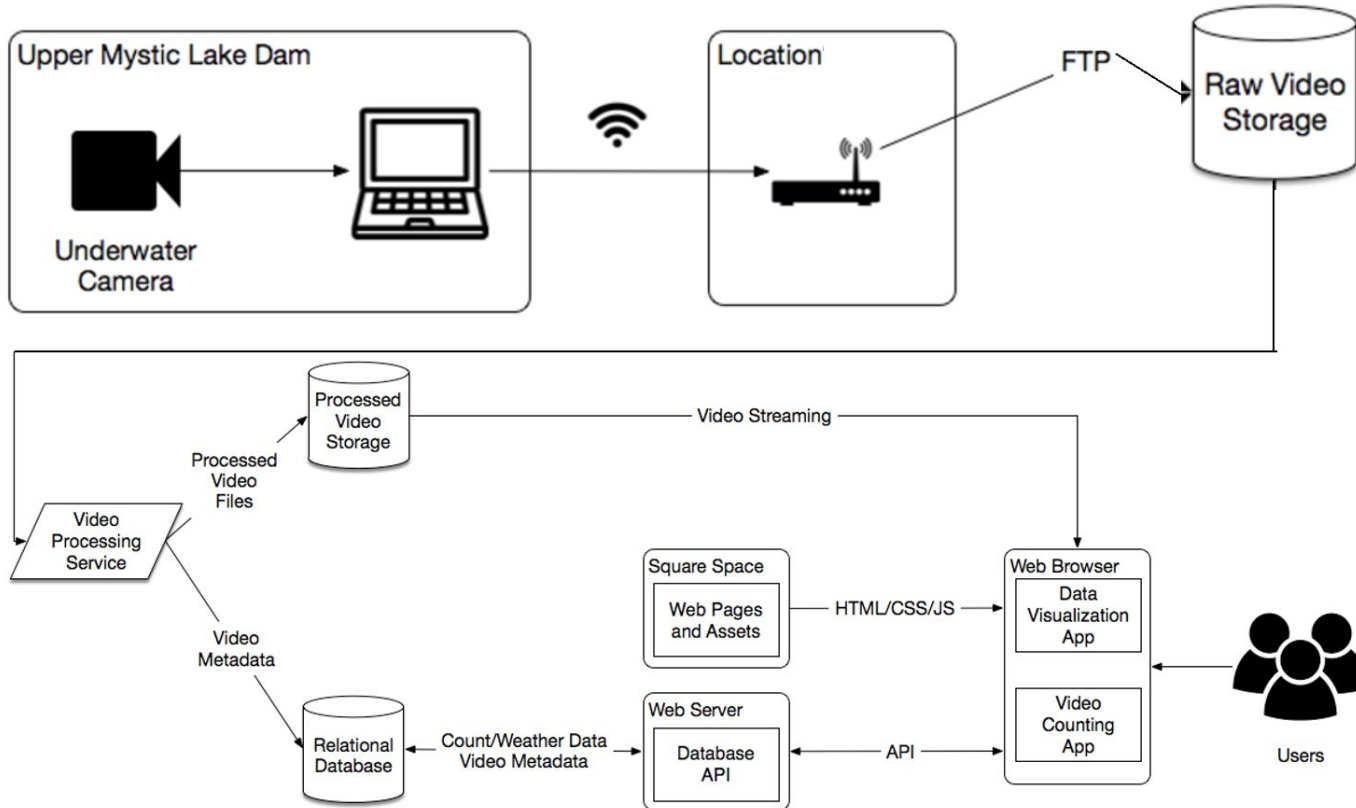 Upper Mystic Lake Dam
Underwater
Camera
Location
FTP
Raw Video
Storage
Processed
Video
Storage
Video Streaming
Processed
Video
Files
Video
Processing
Service
Video
Metadata
Relational
Database
Count/Weather Data
Video Metadata
Square Space
Web Pages
and Assets
HTML/CSS/JS
Web Server
Database
API
API
Web Browser
Data
Visualization
App
Video
Counting
App
Users